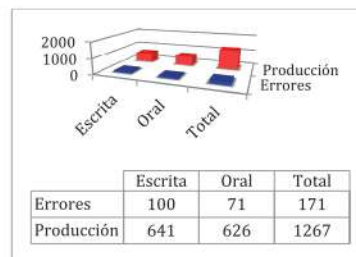 2000
1000
0
Producción
Errores
Escrita
Oral
Total
Escrita Oral Total
Errores 100 71 171
Producción 641 626 1267